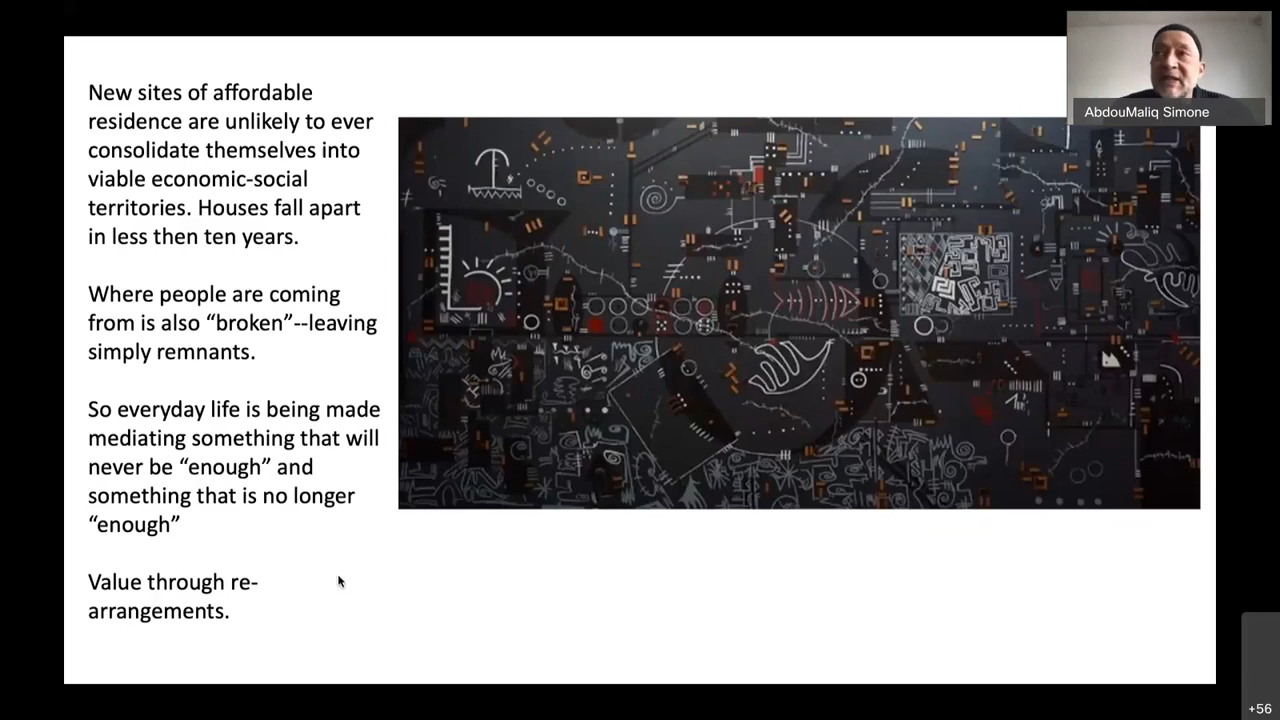 New sites of affordable
residence are unlikely to ever
consolidate themselves into
viable economic-social
territories. Houses fall apart
in less then ten years.
Where people are coming
from is also “broken”--leaving
simply remnants.
So everyday life is being made
mediating something that will
never be “enough” and
something that is no longer
“enough”
Value through re-
arrangements.
AbdouMaliq Simone
+56